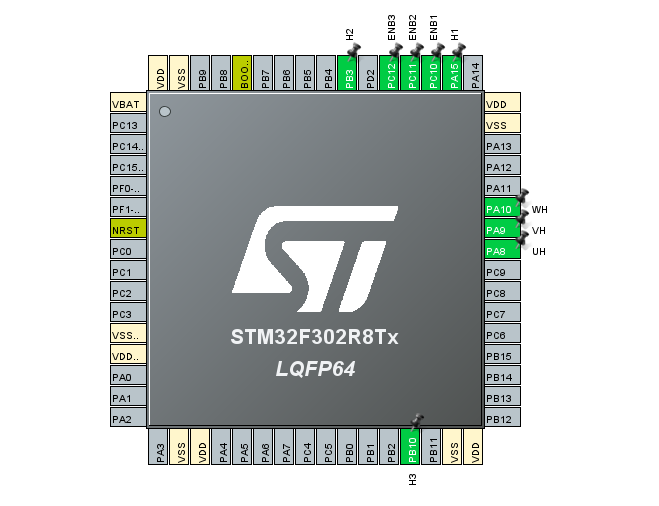 H2
ENB3
ENB2
ENB1
H1
VDD
VSS
PB9
PB8
BOO..
PB7
PB6
PB5
PB4
PB3
PD2
PC12
PC11
PC10
PA15
PA14
VBAT
PC13
PC14..
PC15..
PF0-..
PF1-..
NRST
PC0
PC1
PC2
PC3
VSS..
VDD..
PA0
PA1
PA2
STM32F302R8Tx
LQFP64
VDD
VSS
PA13
PA12
PA11
PA10 WH
PA9 VH
PA8 UH
PC9
PC8
PC7
PC6
PB15
PB14
PB13
PB12
PA3
VSS
VDD
PA4
PA5
PA6
PA7
PC4
PC5
PB0
PB1
PB2
PB10
PB11
VSS
VDD
H3